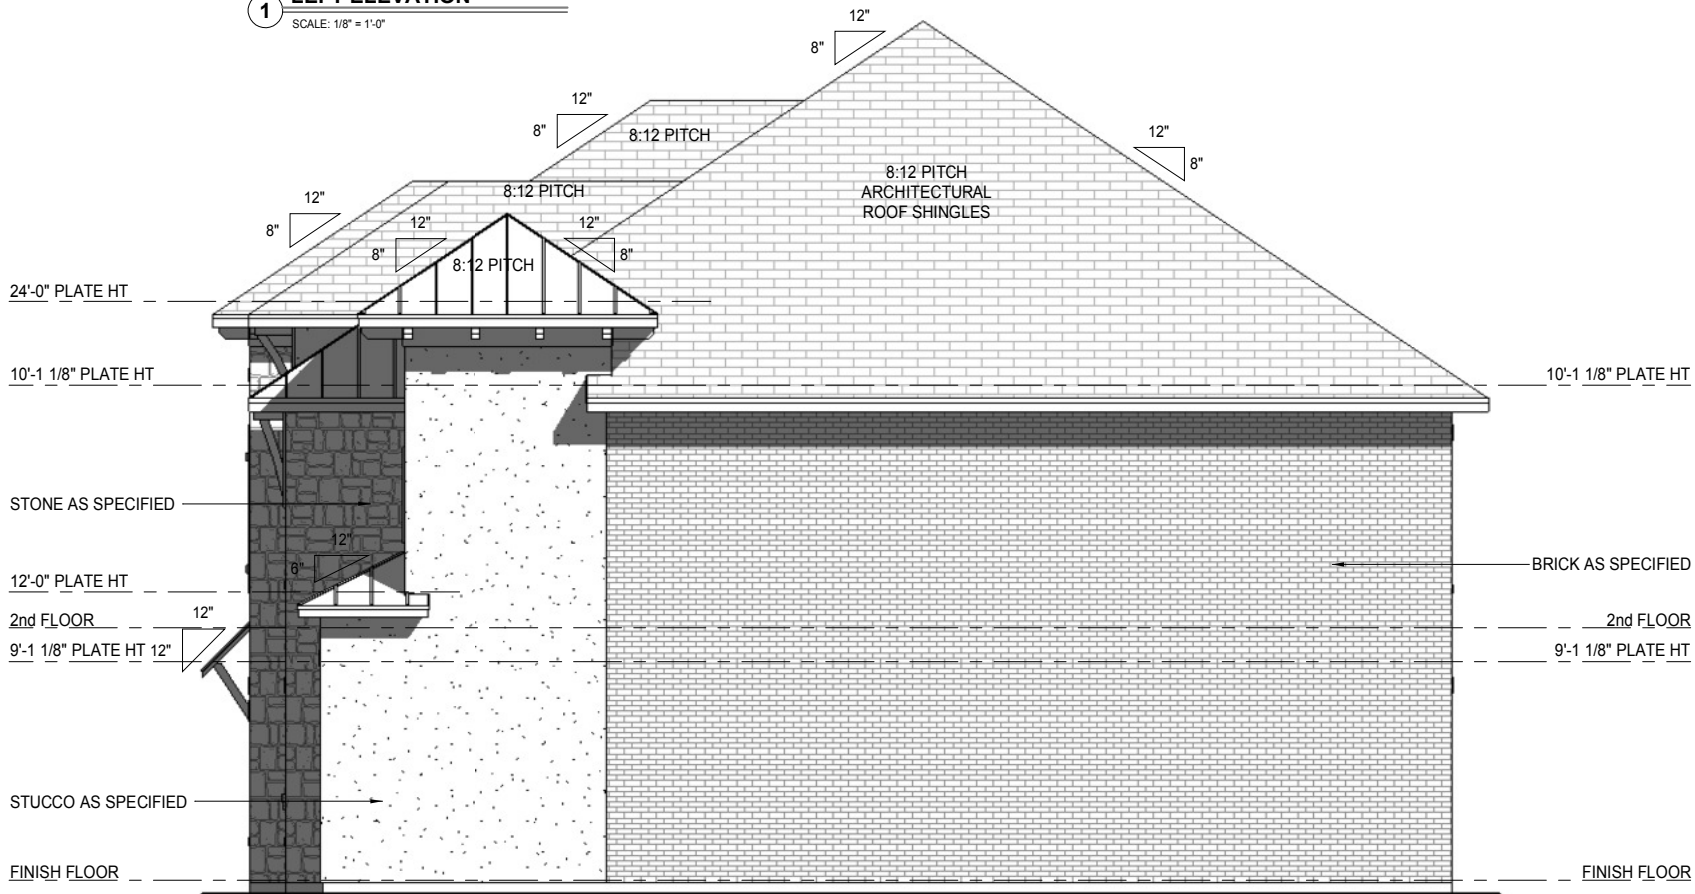 1
LEFT ELEVATION
SCALE: 1/8" = 1'-0"
12"
8"
12"
8"
8:12 PITCH
12"
8"
8:12 PITCH
ARCHITECTURAL
ROOF SHINGLES
12"
8"
8:12 PITCH
12"
8"
12"
8"
8:12 PITCH
24'-0" PLATE HT
10'-1 1/8" PLATE HT
10'-1 1/8" PLATE HT
STONE AS SPECIFIED
12"
6"
BRICK AS SPECIFIED
12'-0" PLATE HT
12"
2nd FLOOR
2nd FLOOR
9'-1 1/8" PLATE HT
12"
9'-1 1/8" PLATE HT
STUCCO AS SPECIFIED
FINISH FLOOR
FINISH FLOOR